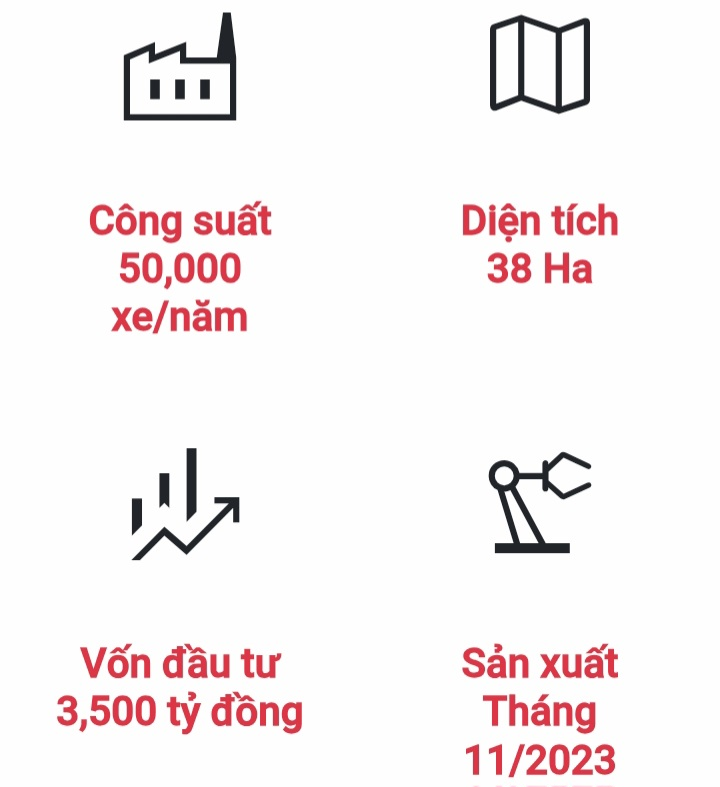 Công suất
50,000
xe/năm
Diện tích
38 Ha
Vốn đầu tư
3,500 tỷ đồng
Sản xuất
Tháng
11/2023